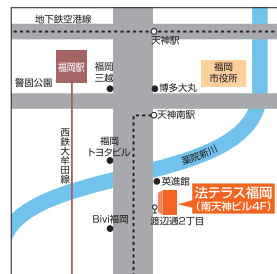 地下鉄空港線
天神駅
福岡駅
福岡
三越
福岡
市役所
警固公園
博多大丸
天神南駅
西鉄大牟田線
福岡
トヨタビル
薬院新川
英進館
法テラス福岡
(南天神ビル4F)
渡辺通2丁目
Bivi福岡